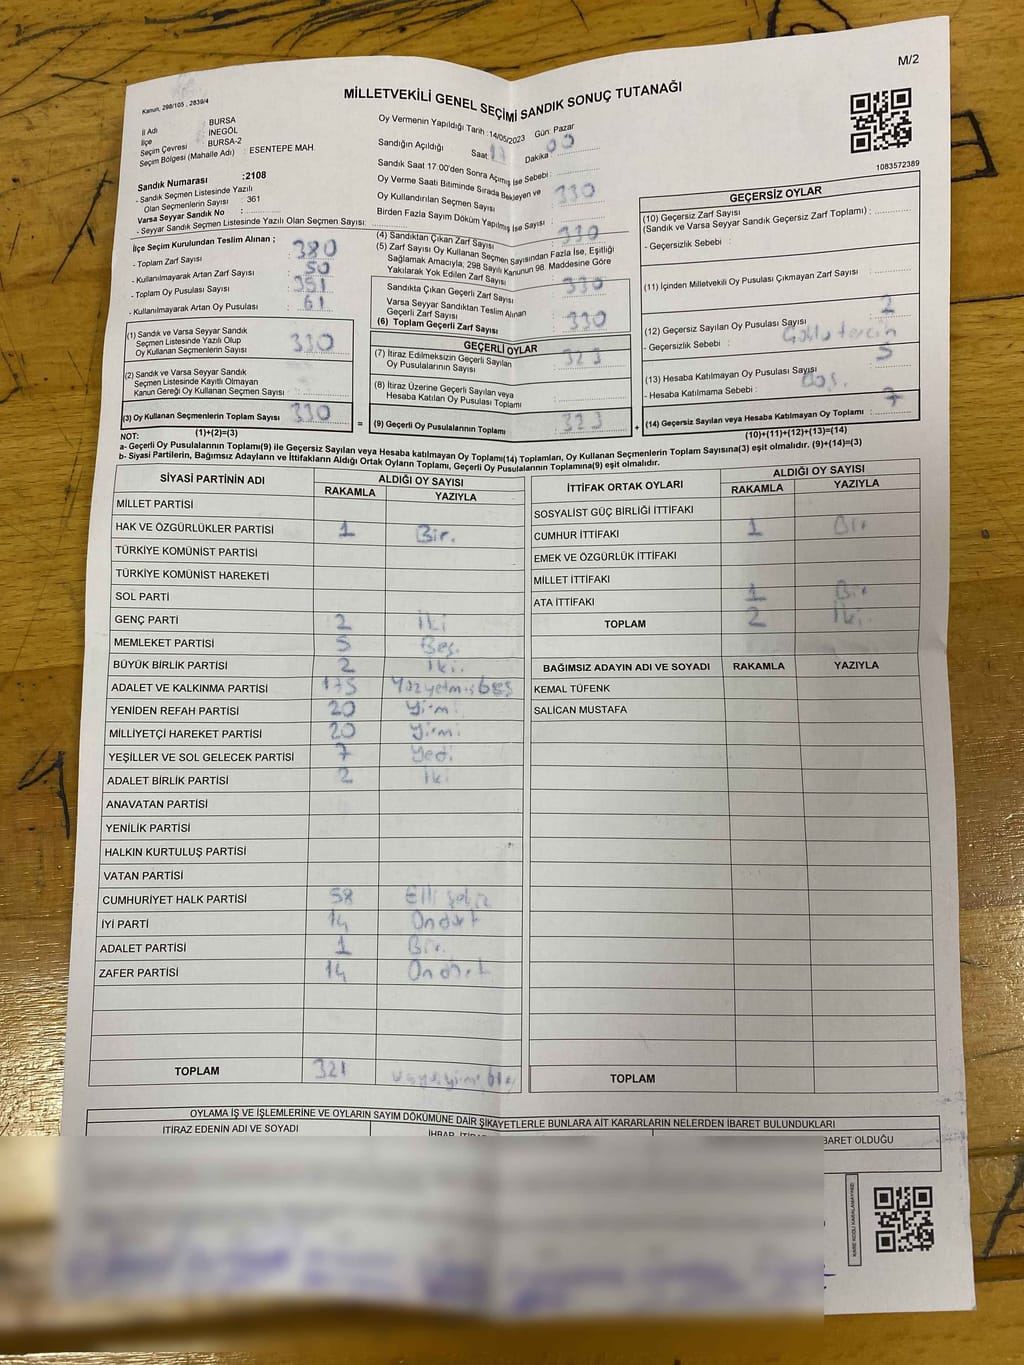 M/2
Kanun, 298/105 , 2839/4
MİLLETVEKİLİ GENEL SEÇİMİ SANDIK SONUÇ TUTANAĞI
İl Adı : BURSA
İlçe : İNEGÖL
Seçim Çevresi : BURSA-2
Seçim Bölgesi (Mahalle Adı) : ESENTEPE MAH.
Oy Vermenin Yapıldığı Tarih :14/05/2023 Gün: Pazar
Sandığın Açıldığı Saat Dakika 00
Sandık Saat 17:00'den Sonra Açılmış İse Sebebi :
Oy Verme Saati Bitiminde Sırada Bekleyen ve
Oy Kullandırılan Seçmen Sayısı 330
Birden Fazla Sayım Döküm Yapılmış İse Sayısı :
1083572389
Sandık Numarası :2108
- Sandık Seçmen Listesinde Yazılı
Olan Seçmenlerin Sayısı : 361
Varsa Seyyar Sandık No :
- Seyyar Sandık Seçmen Listesinde Yazılı Olan Seçmen Sayısı:
İlçe Seçim Kurulundan Teslim Alınan ;
- Toplam Zarf Sayısı : 380
- Kullanılmayarak Artan Zarf Sayısı : 50
- Toplam Oy Pusulası Sayısı : 351
- Kullanılmayarak Artan Oy Pusulası : 61
(1) Sandık ve Varsa Seyyar Sandık
Seçmen Listesinde Yazılı Olup
Oy Kullanan Seçmenlerin Sayısı : 330
(2) Sandık ve Varsa Seyyar Sandık
Seçmen Listesinde Kayıtlı Olmayan
Kanun Gereği Oy Kullanan Seçmen Sayısı :
(3) Oy Kullanan Seçmenlerin Toplam Sayısı : 330
(1)+(2)=(3)
(4) Sandıktan Çıkan Zarf Sayısı : 330
(5) Zarf Sayısı Oy Kullanan Seçmen Sayısından Fazla İse, Eşitliği
Sağlamak Amacıyla, 298 Sayılı Kanunun 98. Maddesine Göre
Yakılarak Yok Edilen Zarf Sayısı :
Sandıkta Çıkan Geçerli Zarf Sayısı : 330
Varsa Seyyar Sandıktan Teslim Alınan
Geçerli Zarf Sayısı :
(6) Toplam Geçerli Zarf Sayısı : 330
GEÇERLİ OYLAR
(7) İtiraz Edilmeksizin Geçerli Sayılan
Oy Pusulalarının Sayısı : 323
(8) İtiraz Üzerine Geçerli Sayılan veya
Hesaba Katılan Oy Pusulası Toplamı :
= (9) Geçerli Oy Pusulalarının Toplamı : 323 +
GEÇERSİZ OYLAR
(10) Geçersiz Zarf Sayısı
(Sandık ve Varsa Seyyar Sandık Geçersiz Zarf Toplamı) :
- Geçersizlik Sebebi :
(11) İçinden Milletvekili Oy Pusulası Çıkmayan Zarf Sayısı :
(12) Geçersiz Sayılan Oy Pusulası Sayısı : 2
- Geçersizlik Sebebi : Çoklu tercih
(13) Hesaba Katılmayan Oy Pusulası Sayısı : 5
- Hesaba Katılmama Sebebi : Boş.
(14) Geçersiz Sayılan veya Hesaba Katılmayan Oy Toplamı : 7
(10)+(11)+(12)+(13)=(14)
NOT:
a- Geçerli Oy Pusulalarının Toplamı(9) ile Geçersiz Sayılan veya Hesaba katılmayan Oy Toplamı(14) Toplamları, Oy Kullanan Seçmenlerin Toplam Sayısına(3) eşit olmalıdır. (9)+(14)=(3)
b- Siyasi Partilerin, Bağımsız Adayların ve İttifakların Aldığı Ortak Oyların Toplamı, Geçerli Oy Pusulalarının Toplamına(9) eşit olmalıdır.
SİYASİ PARTİNİN ADI ALDIĞI OY SAYISI
RAKAMLA YAZIYLA
MİLLET PARTİSİ
HAK VE ÖZGÜRLÜKLER PARTİSİ 1 Bir.
TÜRKİYE KOMÜNİST PARTİSİ
TÜRKİYE KOMÜNİST HAREKETİ
SOL PARTİ
GENÇ PARTİ 2 İki
MEMLEKET PARTİSİ 5 Beş.
BÜYÜK BİRLİK PARTİSİ 2 İki.
ADALET VE KALKINMA PARTİSİ 175 Yüzyetmişbeş
YENİDEN REFAH PARTİSİ 20 Yirmi
MİLLİYETÇİ HAREKET PARTİSİ 20 Yirmi
YEŞİLLER VE SOL GELECEK PARTİSİ 7 Yedi
ADALET BİRLİK PARTİSİ 2 İki
ANAVATAN PARTİSİ
YENİLİK PARTİSİ
HALKIN KURTULUŞ PARTİSİ
VATAN PARTİSİ
CUMHURİYET HALK PARTİSİ 58 Elli sekiz
İYİ PARTİ 14 Ondört
ADALET PARTİSİ 1 Bir.
ZAFER PARTİSİ 14 Ondört
TOPLAM 321
İTTİFAK ORTAK OYLARI ALDIĞI OY SAYISI
RAKAMLA YAZIYLA
SOSYALİST GÜÇ BİRLİĞİ İTTİFAKI
CUMHUR İTTİFAKI 1 Bir
EMEK VE ÖZGÜRLÜK İTTİFAKI
MİLLET İTTİFAKI
ATA İTTİFAKI 1 Bir
TOPLAM 2 İki.
BAĞIMSIZ ADAYIN ADI VE SOYADI RAKAMLA YAZIYLA
KEMAL TÜFENK
SALİCAN MUSTAFA
TOPLAM
OYLAMA İŞ VE İŞLEMLERİNE VE OYLARIN SAYIM DÖKÜMÜNE DAİR ŞİKAYETLERLE BUNLARA AİT KARARLARIN NELERDEN İBARET BULUNDUKLARI
İTİRAZ EDENİN ADI VE SOYADI
BARET OLDUĞU
KARE KODU KARALAMAYINIZ!